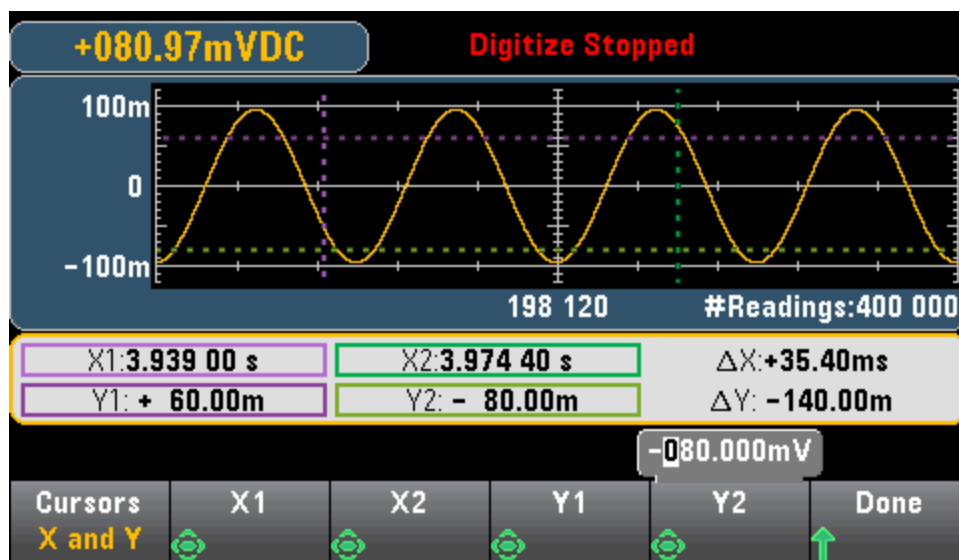 +080.97mVDC Digitize Stopped
100m
0
-100m
198 120 #Readings:400 000
X1:3.939 00 s X2:3.974 40 s ΔX:+35.40ms
Y1: + 60.00m Y2: - 80.00m ΔY: -140.00m
-080.000mV
Cursors X1 X2 Y1 Y2 Done
X and Y